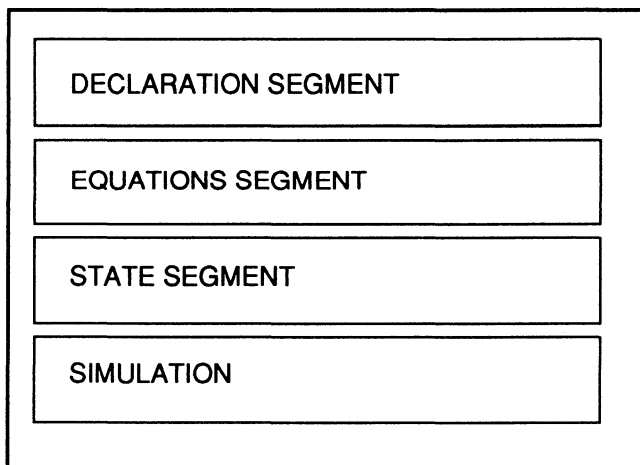 DECLARATION SEGMENT
EQUATIONS SEGMENT
STATE SEGMENT
SIMULATION